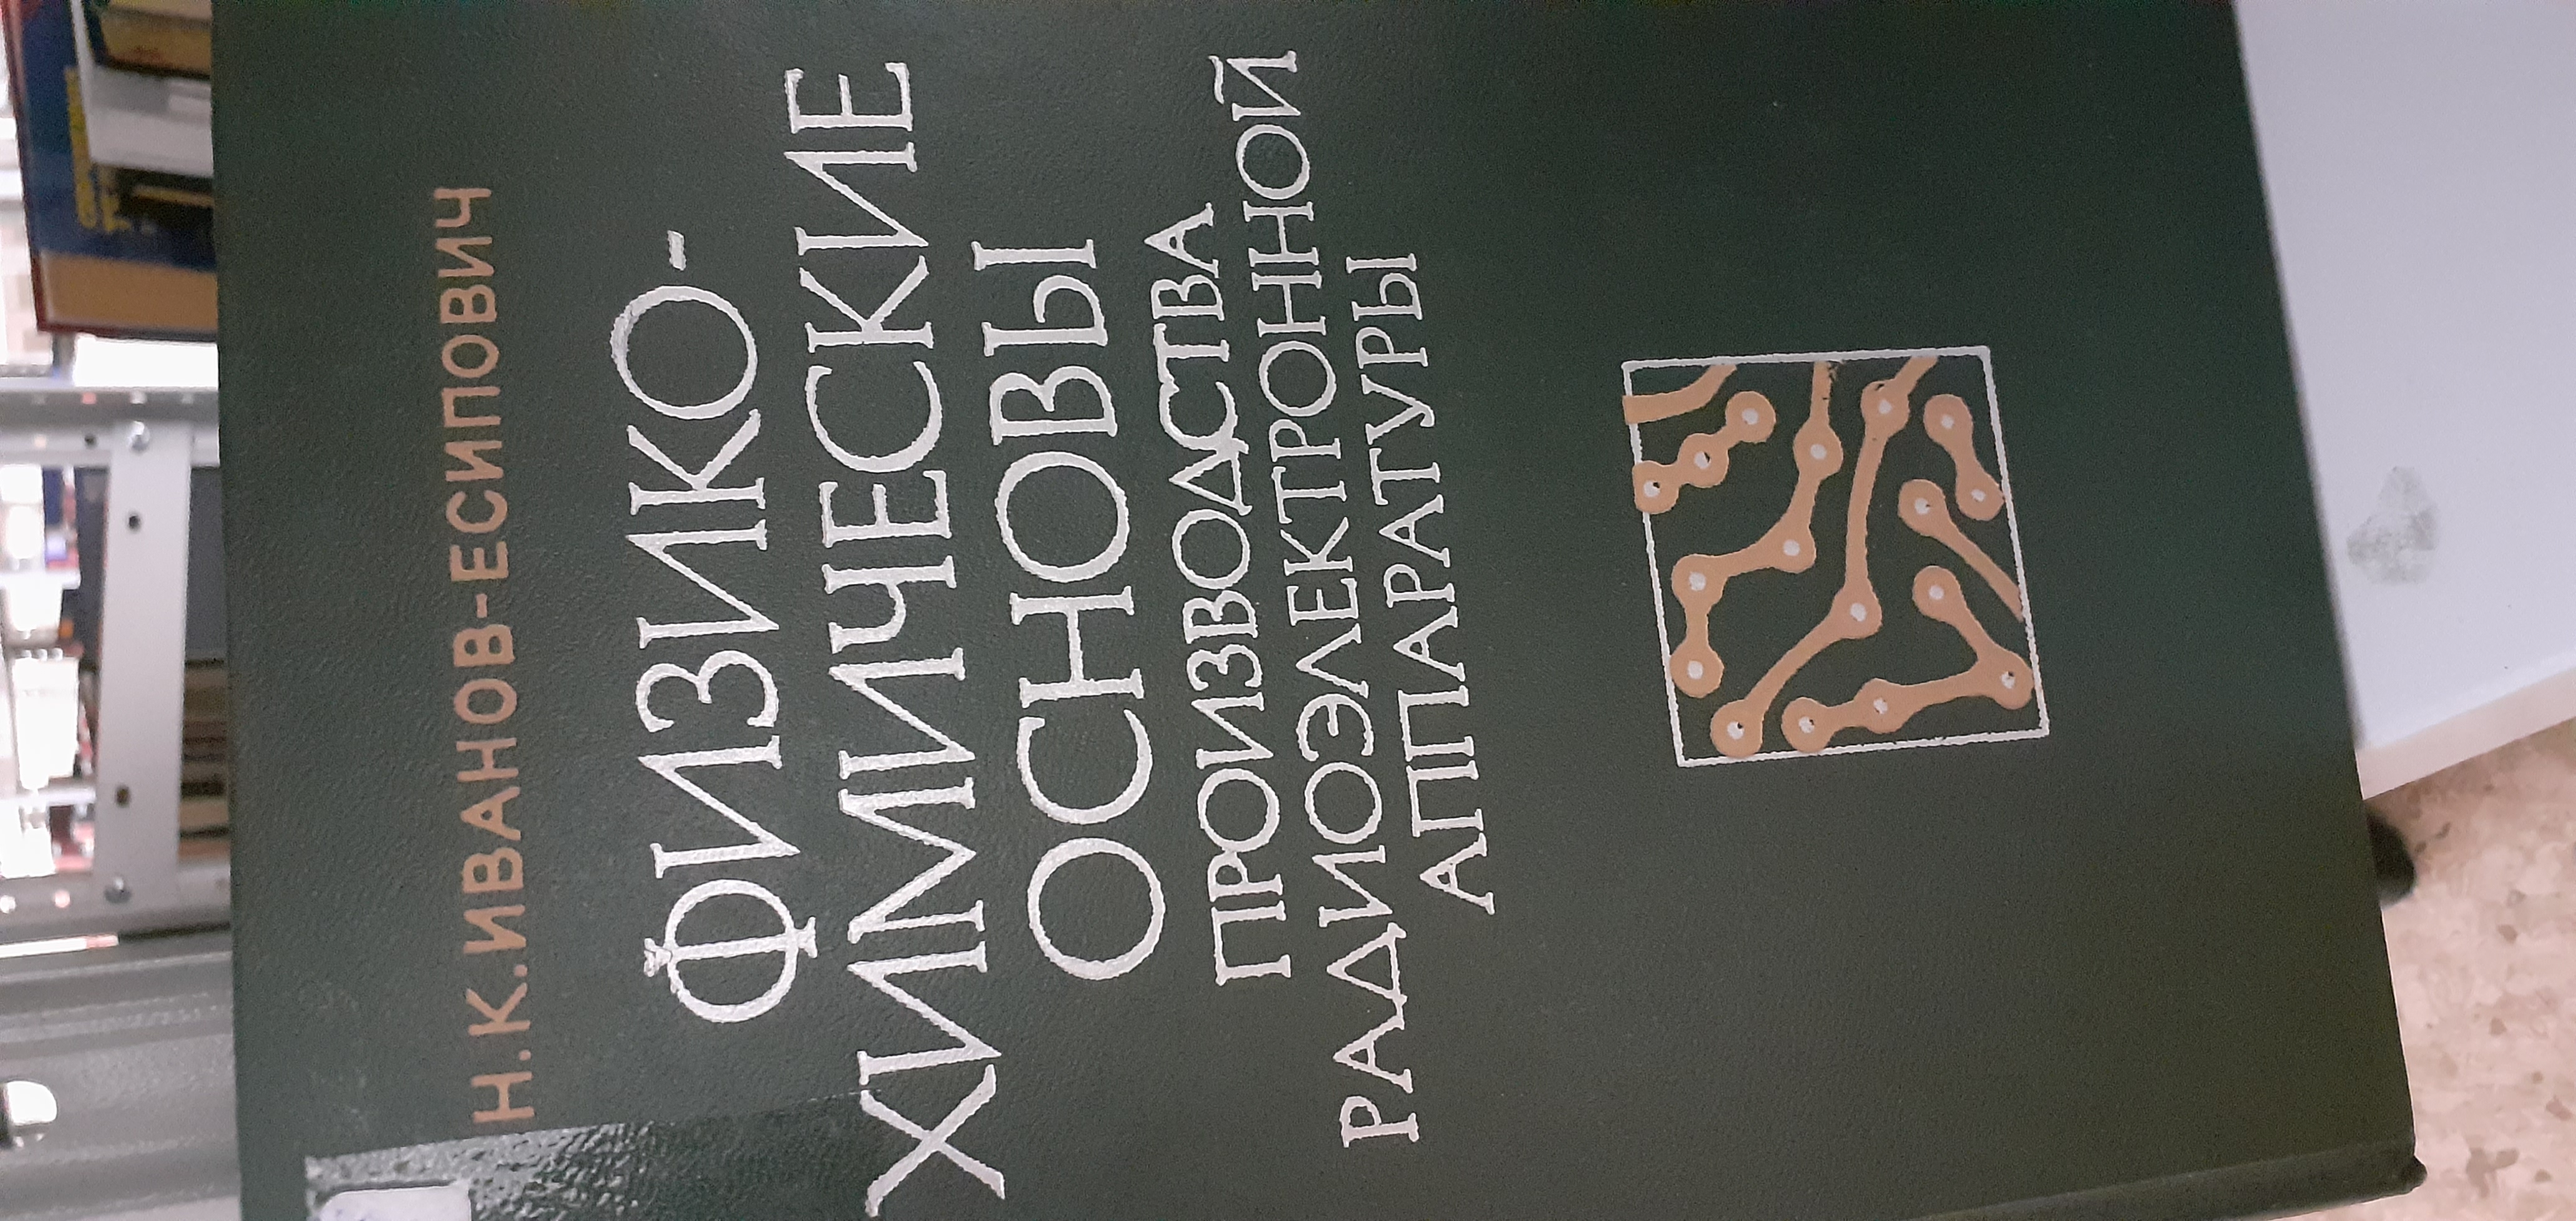 Н.К.ИВАНОВ-ЕСИПОВИЧ
ФИЗИКО-
ХИМИЧЕСКИЕ
ОСНОВЫ
ПРОИЗВОДСТВА
РАДИОЭЛЕКТРОННОЙ
АППАРАТУРЫ